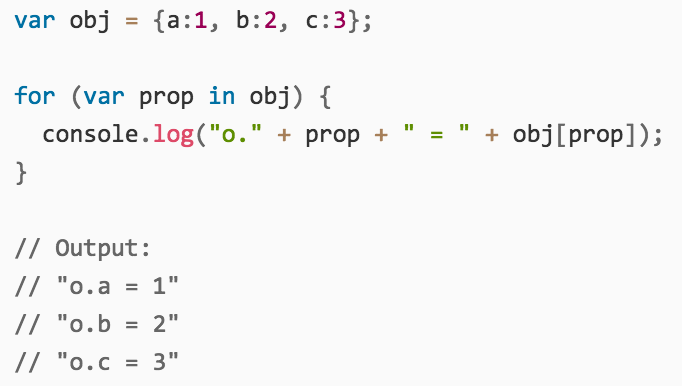 var obj = {a:1, b:2, c:3};
for (var prop in obj) {
  console.log("o." + prop + " = " + obj[prop]);
}
// Output:
// "o.a = 1"
// "o.b = 2"
// "o.c = 3"